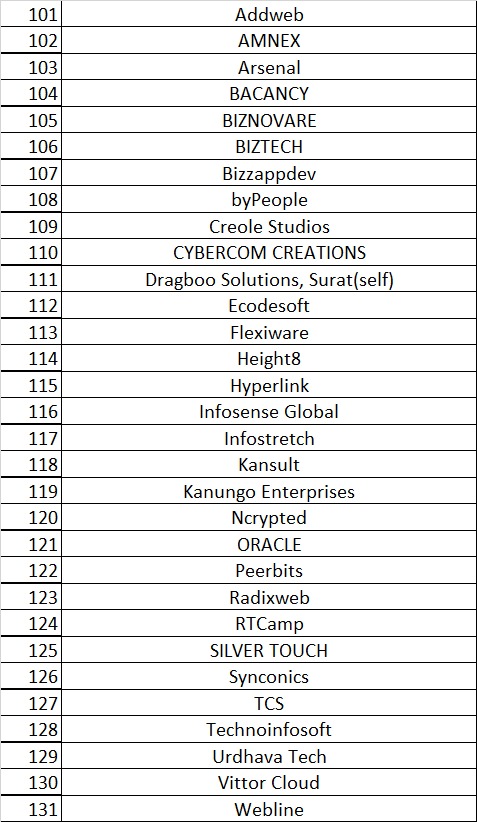 101 Addweb
102 AMNEX
103 Arsenal
104 BACANCY
105 BIZNOVARE
106 BIZTECH
107 Bizzappdev
108 byPeople
109 Creole Studios
110 CYBERCOM CREATIONS
111 Dragboo Solutions, Surat(self)
112 Ecodesoft
113 Flexiware
114 Height8
115 Hyperlink
116 Infosense Global
117 Infostretch
118 Kansult
119 Kanungo Enterprises
120 Ncrypted
121 ORACLE
122 Peerbits
123 Radixweb
124 RTCamp
125 SILVER TOUCH
126 Synconics
127 TCS
128 Technoinfosoft
129 Urdhava Tech
130 Vittor Cloud
131 Webline